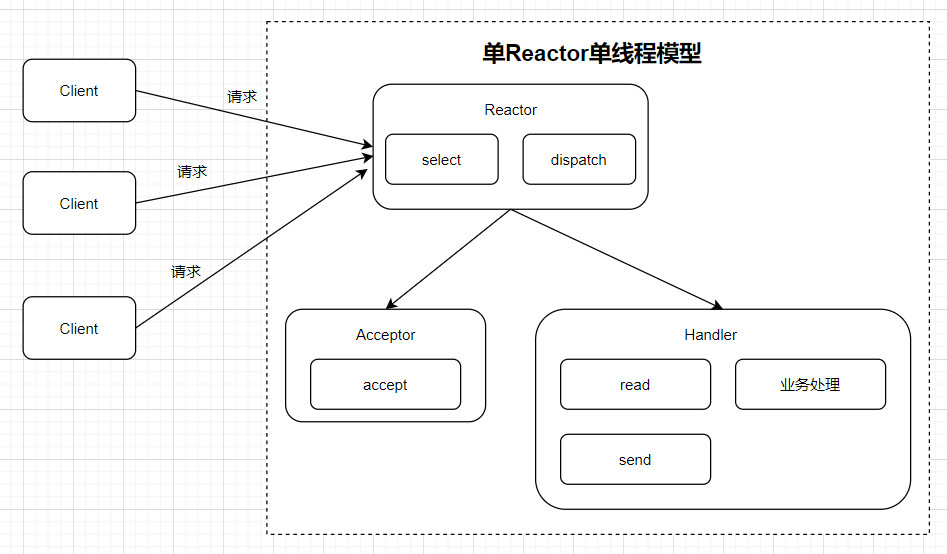 单Reactor单线程模型
Client
请求
Reactor
select
dispatch
Client
请求
Client
请求
Acceptor
accept
Handler
read
业务处理
send